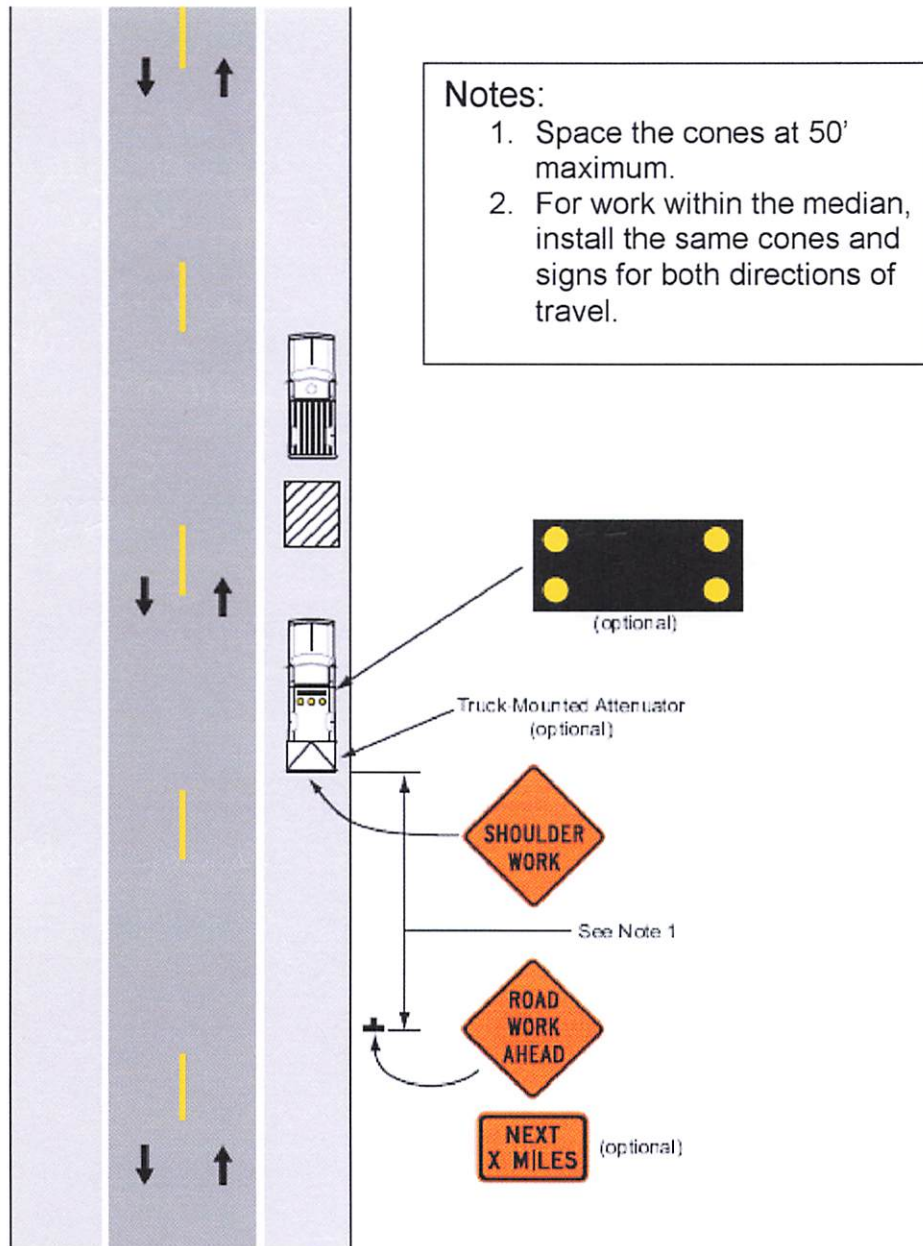 Notes:
1. Space the cones at 50'
maximum.
2. For work within the median,
install the same cones and
signs for both directions of
travel.
(optional)
Truck-Mounted Attenuator
(optional)
SHOULDER
WORK
See Note 1
ROAD
WORK
AHEAD
NEXT
X MILES
(optional)